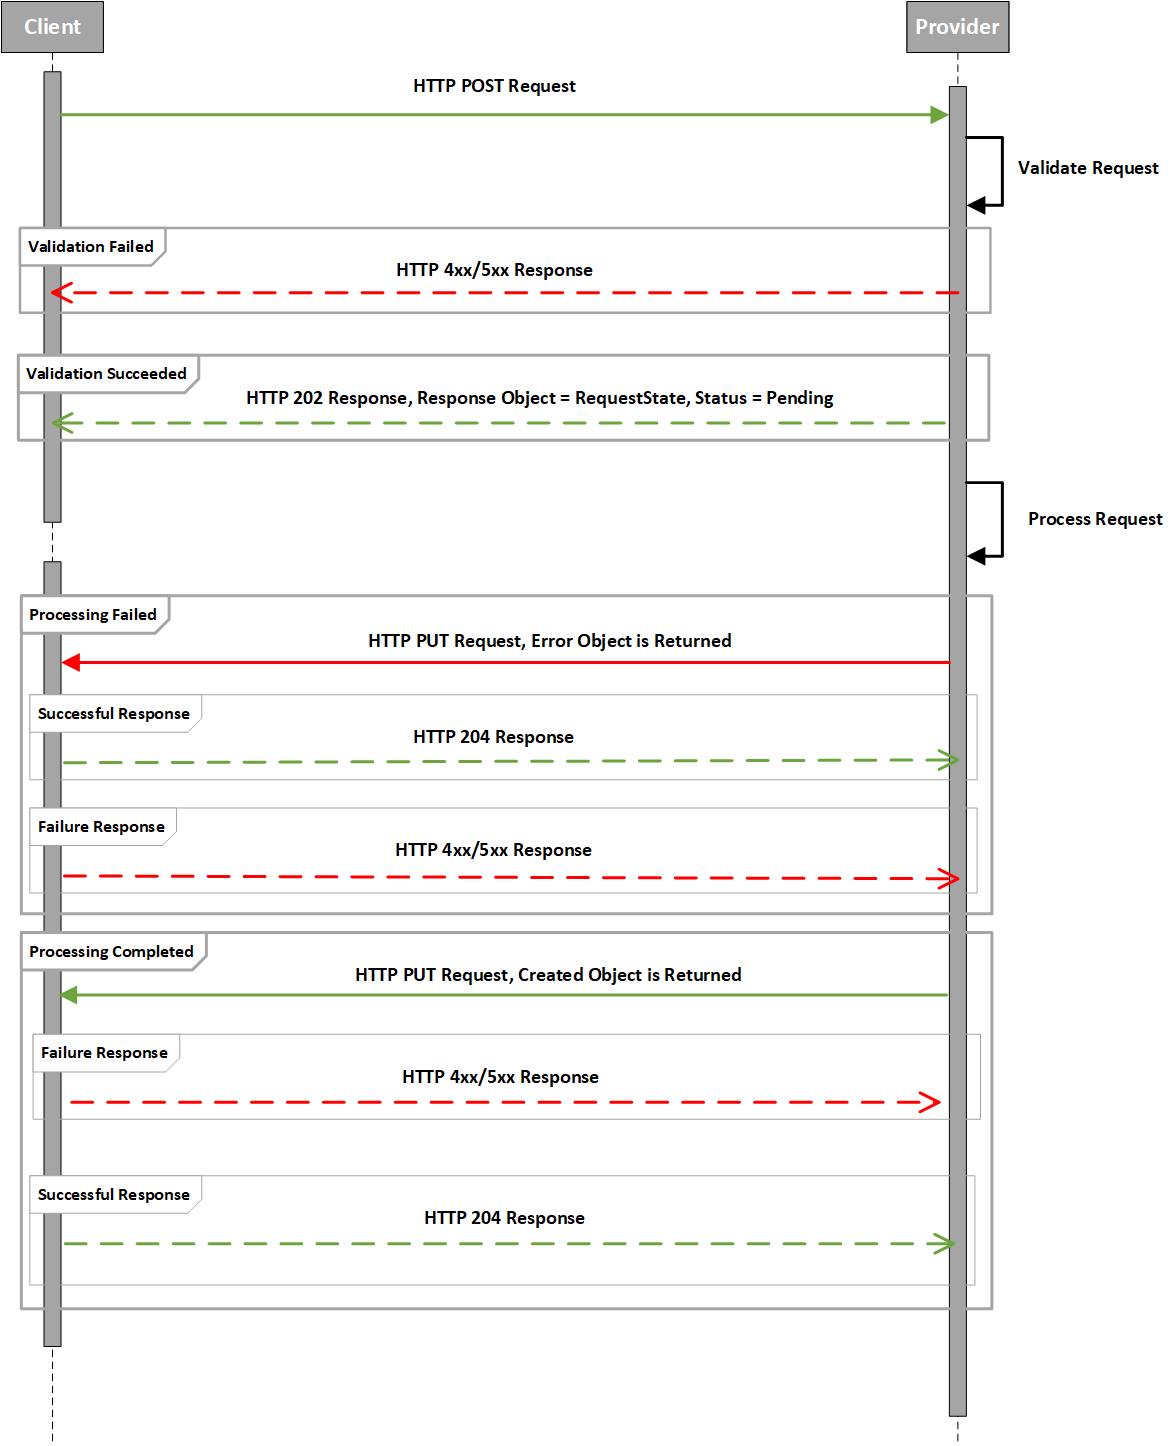 Client
Provider
HTTP POST Request
Validate Request
Validation Failed
HTTP 4xx/5xx Response
Validation Succeeded
HTTP 202 Response, Response Object = RequestState, Status = Pending
Process Request
Processing Failed
HTTP PUT Request, Error Object is Returned
Successful Response
HTTP 204 Response
Failure Response
HTTP 4xx/5xx Response
Processing Completed
HTTP PUT Request, Created Object is Returned
Failure Response
HTTP 4xx/5xx Response
Successful Response
HTTP 204 Response